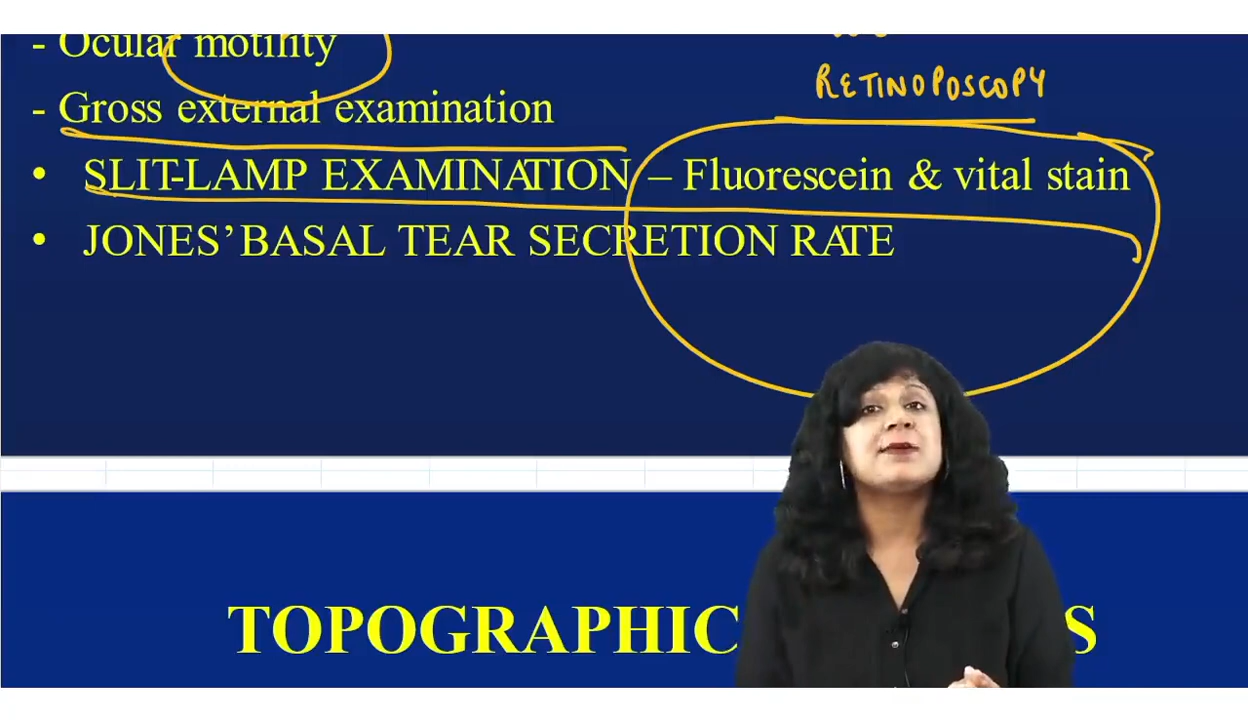 - Ocular motility
RETINOPOSCOPY
- Gross external examination
• SLIT-LAMP EXAMINATION – Fluorescein & vital stain
• JONES' BASAL TEAR SECRETION RATE
TOPOGRAPHIC S